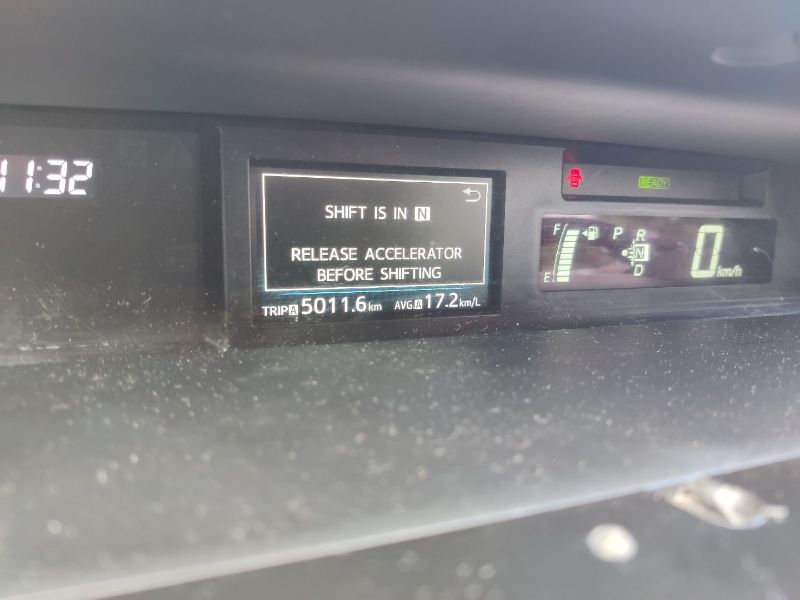 11:32
SHIFT IS IN N
RELEASE ACCELERATOR
BEFORE SHIFTING
TRIP A 5011.6 km AVG. A 17.2 km/L
READY
F
E
P R
N
D
0 km/h